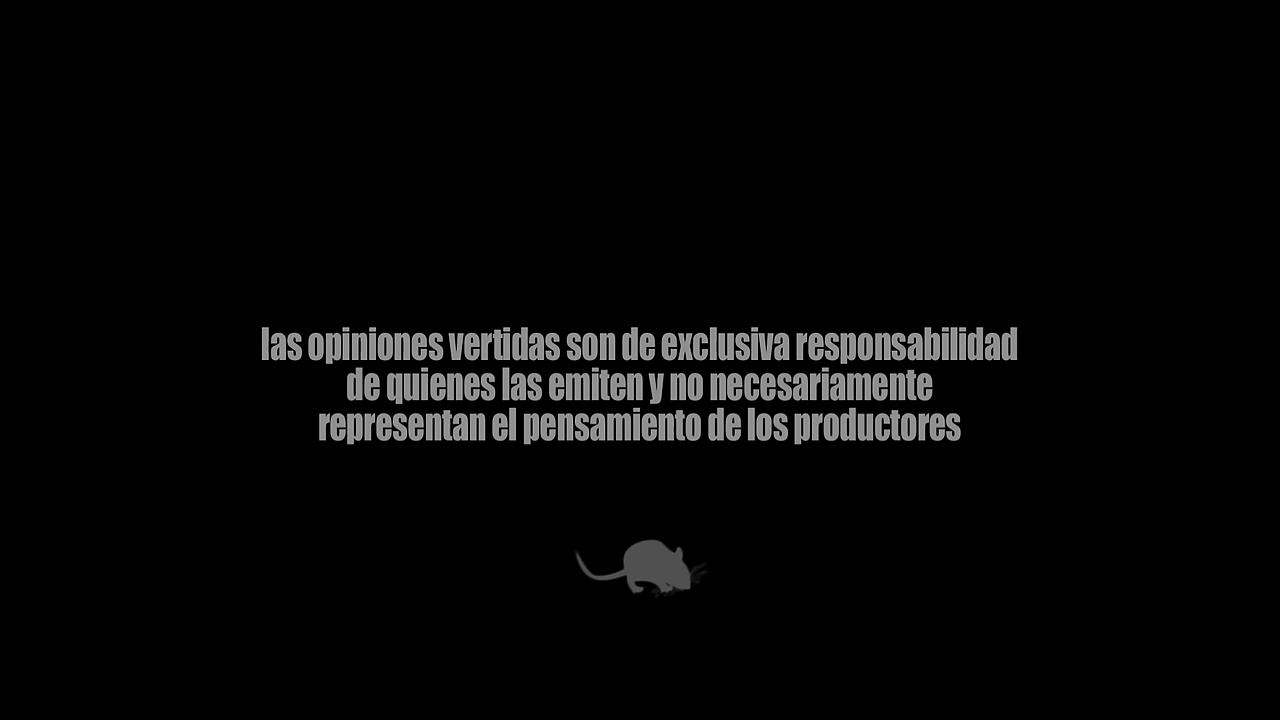 las opiniones vertidas son de exclusiva responsabilidad
de quienes las emiten y no necesariamente
representan el pensamiento de los productores